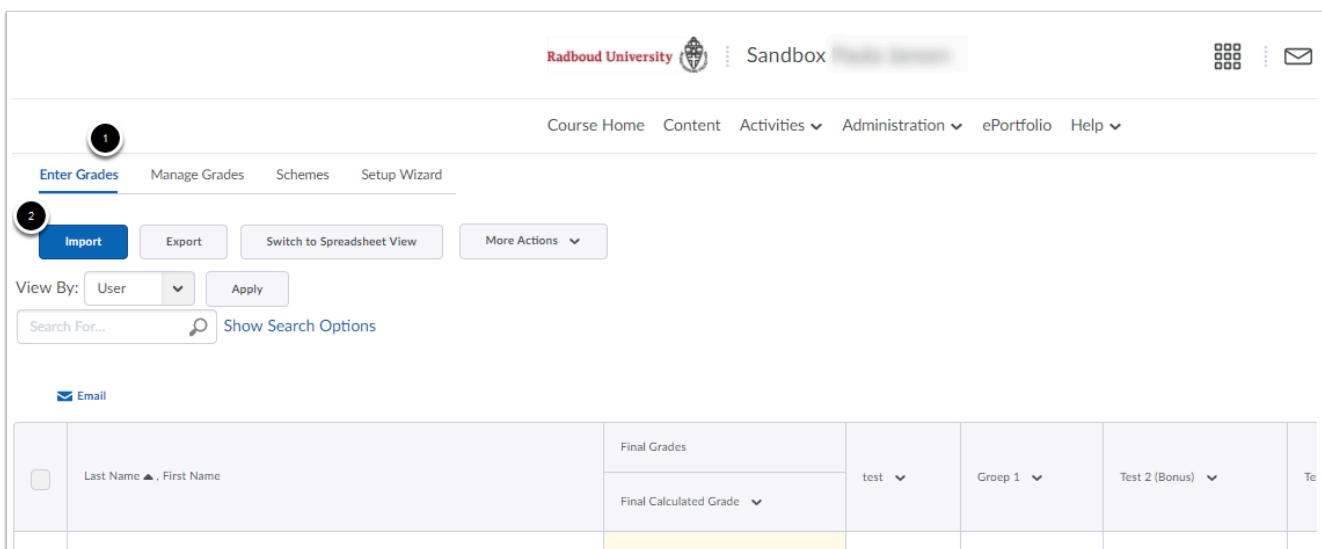 Radboud University Sandbox
Course Home Content Activities Administration ePortfolio Help
1
Enter Grades Manage Grades Schemes Setup Wizard
2
Import Export Switch to Spreadsheet View More Actions
View By: User Apply
Search For... Show Search Options
Email
Final Grades
Last Name , First Name test Groep 1 Test 2 (Bonus) Te
Final Calculated Grade